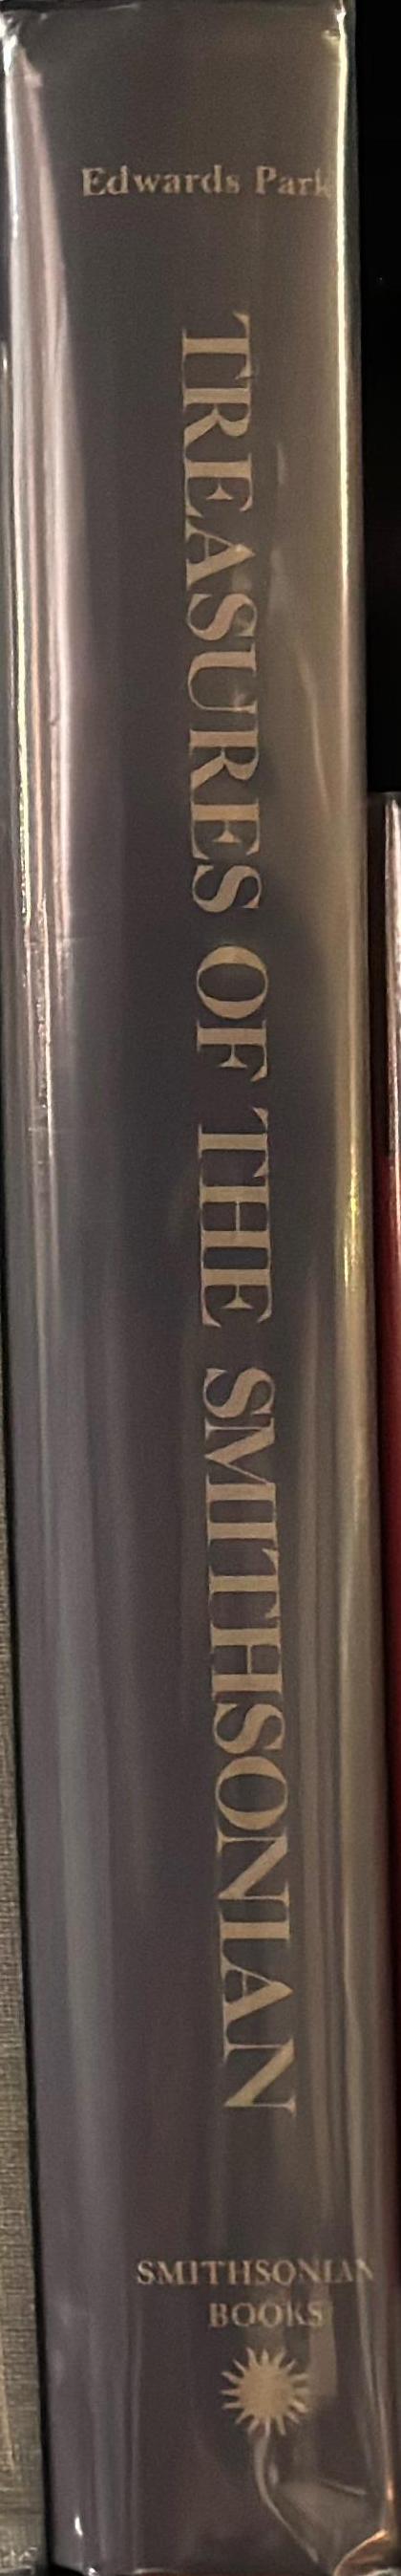 Edwards Park
TREASURES OF THE SMITHSONIAN
SMITHSONIAN
BOOKS